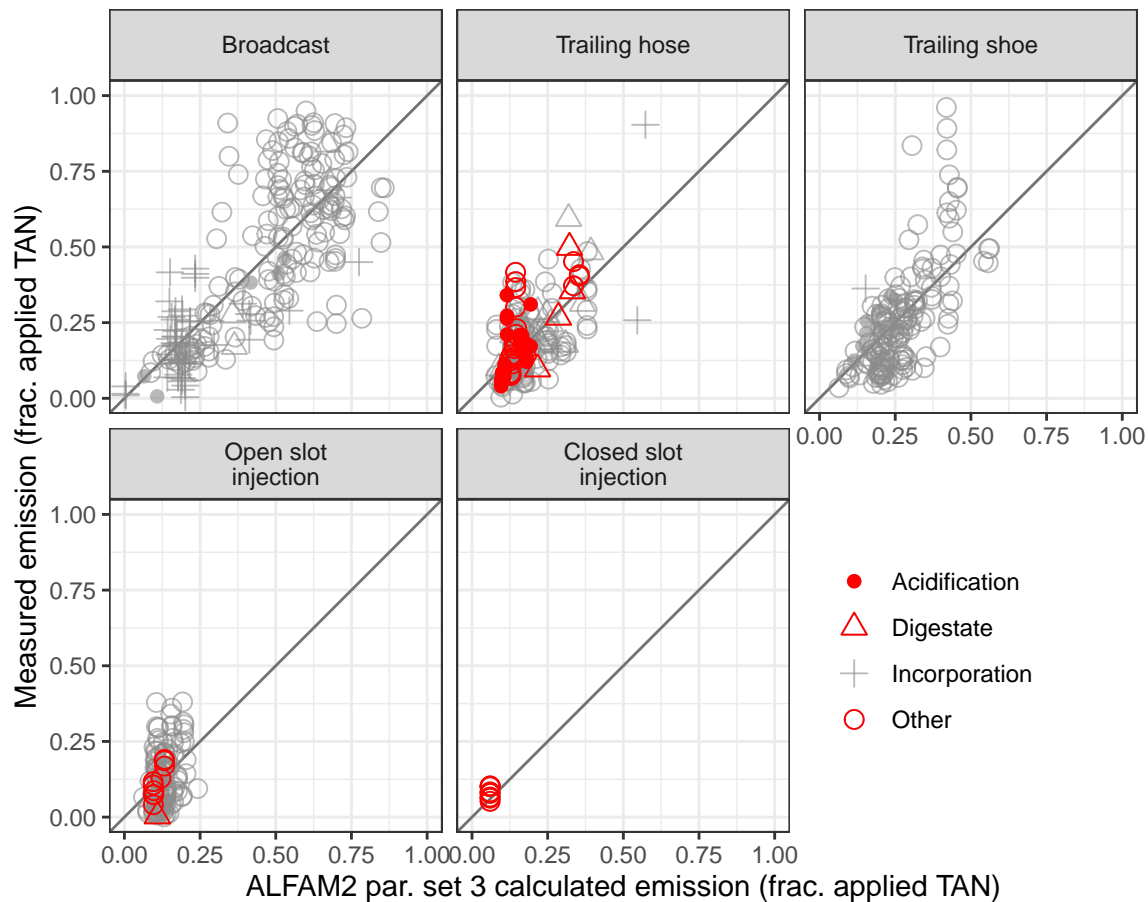 Broadcast
Trailing hose
Trailing shoe
1.00
0.75
0.50
0.25
0.00
0.00 0.25 0.50 0.75 1.00
Open slot
injection
Closed slot
injection
1.00
0.75
0.50
0.25
0.00
0.00 0.25 0.50 0.75 1.00
0.00 0.25 0.50 0.75 1.00
Acidification
Digestate
Incorporation
Other
Measured emission (frac. applied TAN)
ALFAM2 par. set 3 calculated emission (frac. applied TAN)